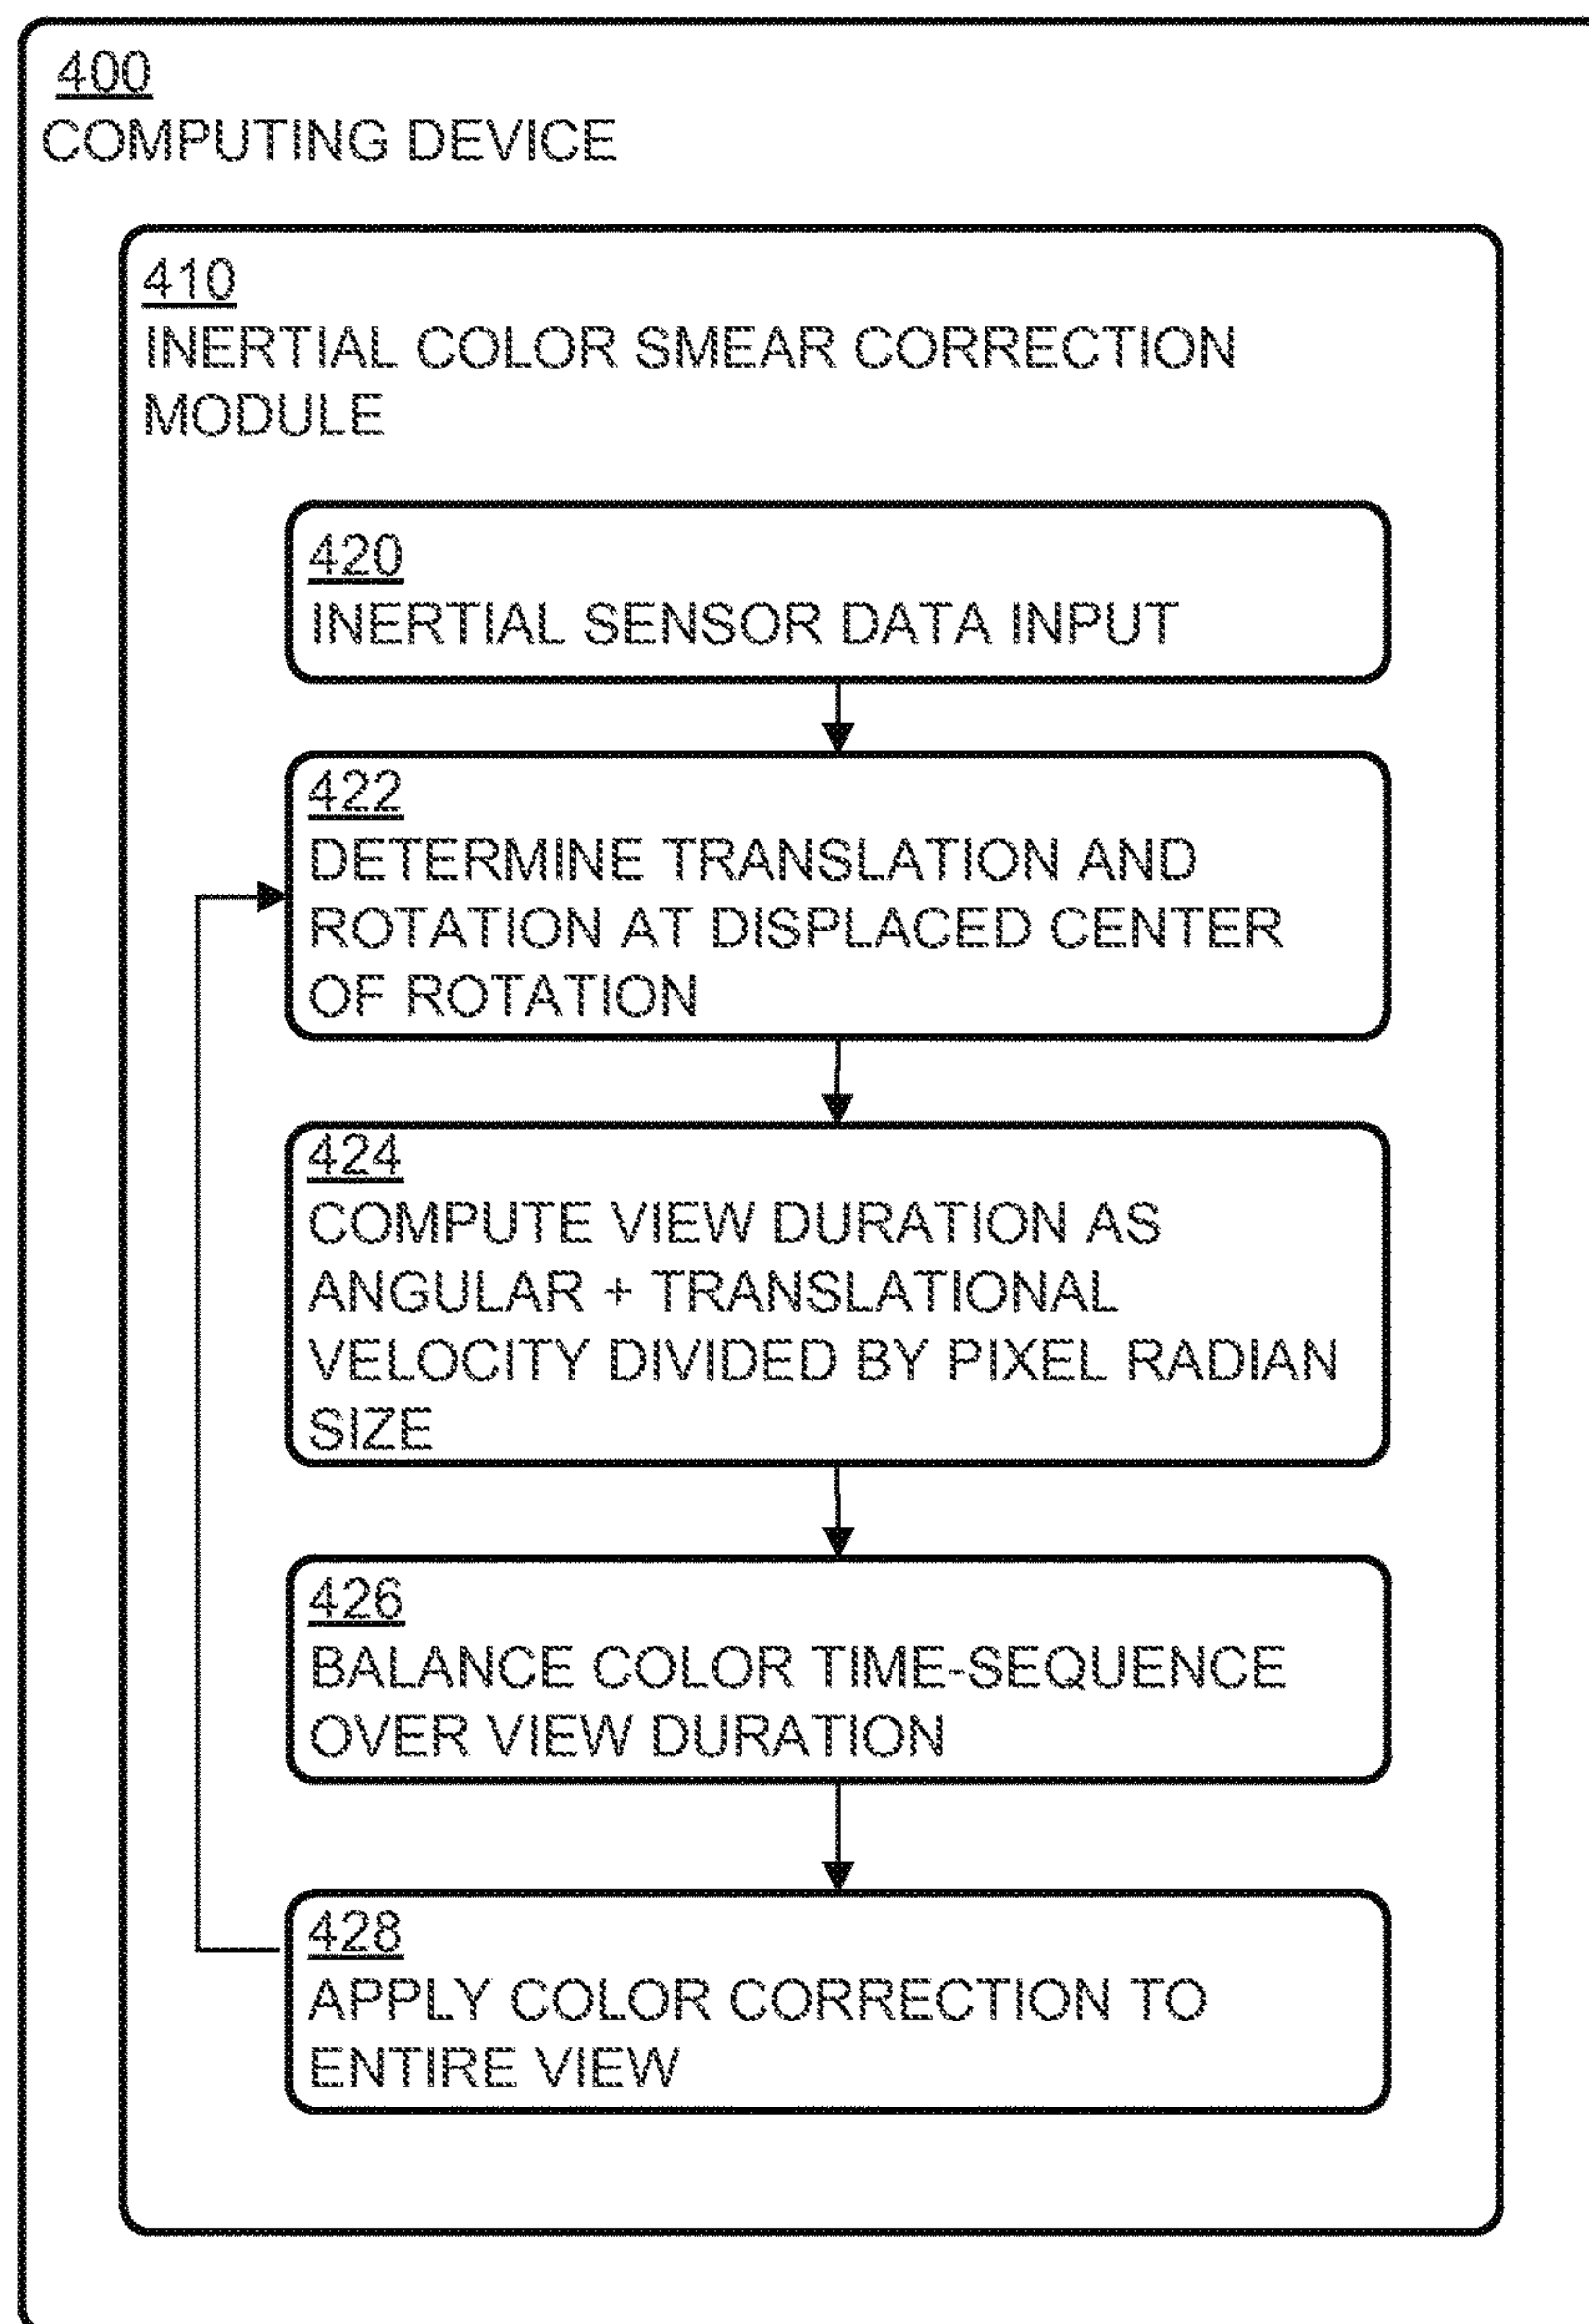 400
COMPUTING DEVICE
410
INERTIAL COLOR SMEAR CORRECTION
MODULE
420
INERTIAL SENSOR DATA INPUT
422
DETERMINE TRANSLATION AND
ROTATION AT DISPLACED CENTER
OF ROTATION
424
COMPUTE VIEW DURATION AS
ANGULAR + TRANSLATIONAL
VELOCITY DIVIDED BY PIXEL RADIAN
SIZE
426
BALANCE COLOR TIME-SEQUENCE
OVER VIEW DURATION
428
APPLY COLOR CORRECTION TO
ENTIRE VIEW